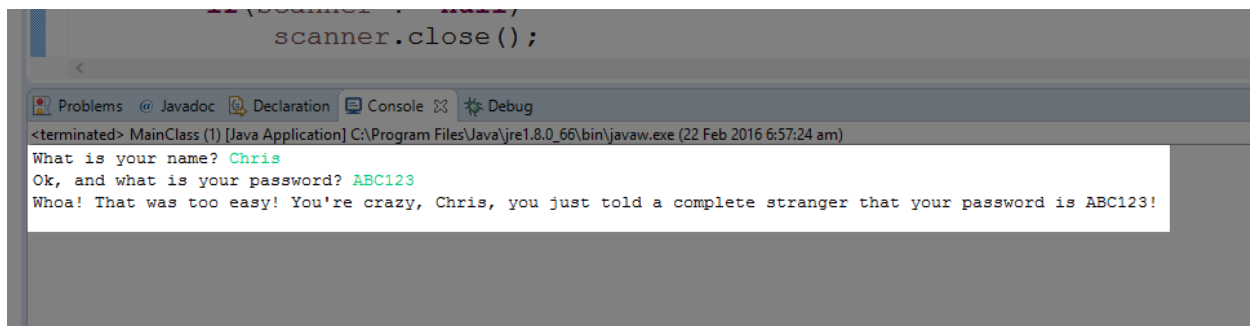 scanner.close();
Problems @ Javadoc Declaration Console Debug
<terminated> MainClass (1) [Java Application] C:\Program Files\Java\jre1.8.0_66\bin\javaw.exe (22 Feb 2016 6:57:24 am)
What is your name? Chris
Ok, and what is your password? ABC123
Whoa! That was too easy! You're crazy, Chris, you just told a complete stranger that your password is ABC123!